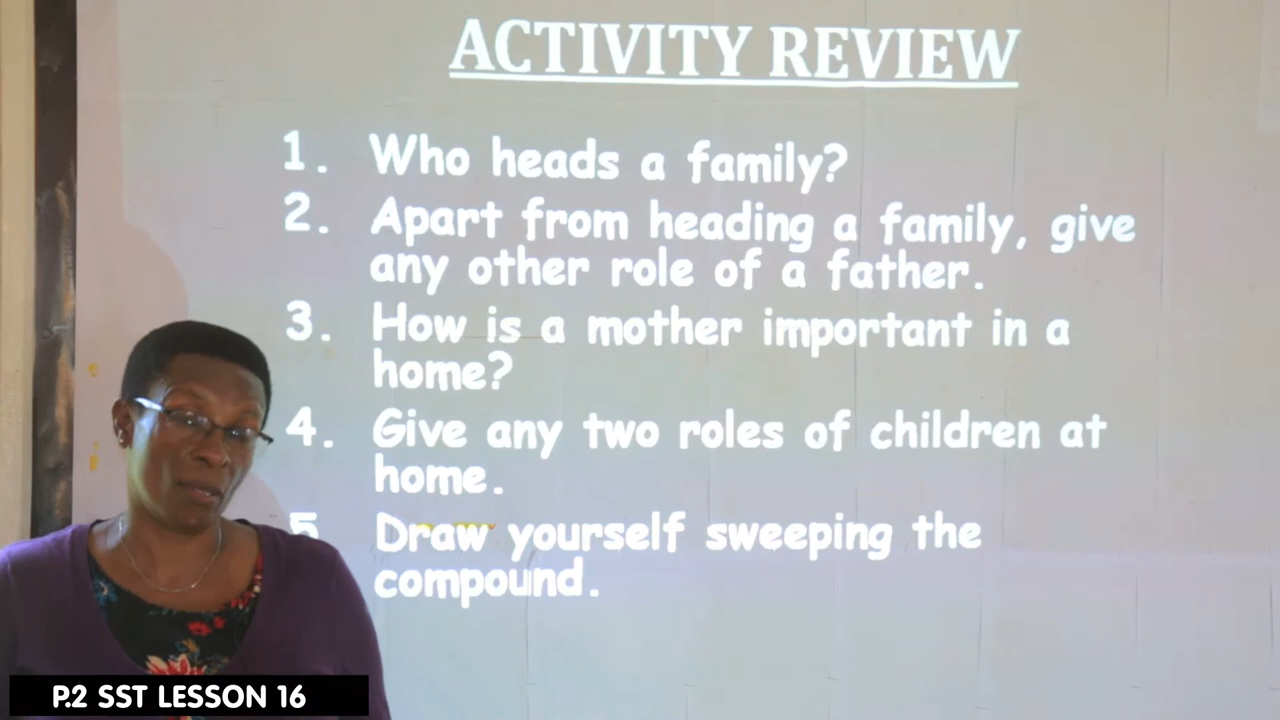 ACTIVITY REVIEW
1. Who heads a family?
2. Apart from heading a family, give
any other role of a father.
3. How is a mother important in a
home?
4. Give any two roles of children at
home.
5. Draw yourself sweeping the
compound.
P.2 SST LESSON 16